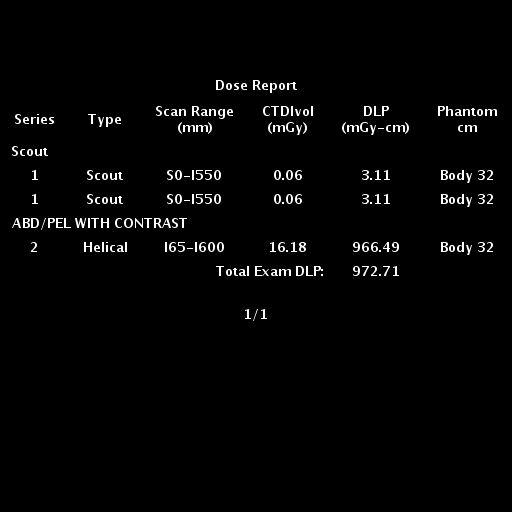 Dose Report
Series Type Scan Range (mm) CTDIvol (mGy) DLP (mGy-cm) Phantom cm
Scout
1 Scout S0-I550 0.06 3.11 Body 32
1 Scout S0-I550 0.06 3.11 Body 32
ABD/PEL WITH CONTRAST
2 Helical I65-I600 16.18 966.49 Body 32
Total Exam DLP: 972.71
1/1